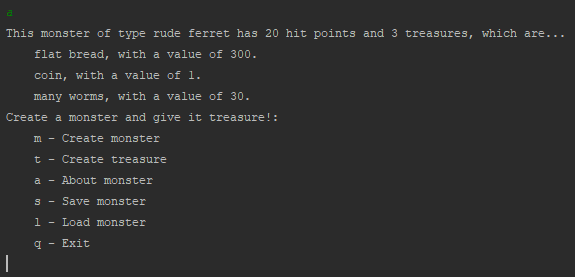 a
This monster of type rude ferret has 20 hit points and 3 treasures, which are...
flat bread, with a value of 300.
coin, with a value of 1.
many worms, with a value of 30.
Create a monster and give it treasure!:
m - Create monster
t - Create treasure
a - About monster
s - Save monster
l - Load monster
q - Exit